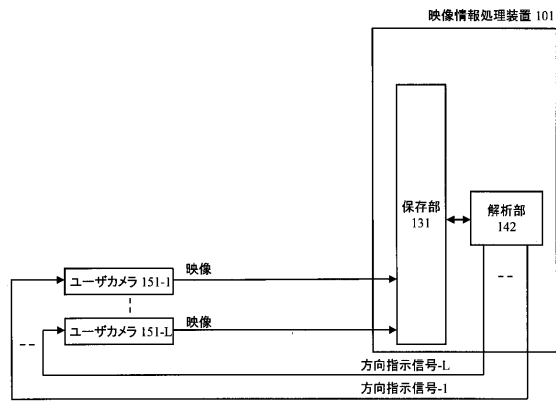 映像情報処理装置 101
保存部
131
解析部
142
ユーザカメラ 151-1
映像
ユーザカメラ 151-L
映像
方向指示信号-L
方向指示信号-1